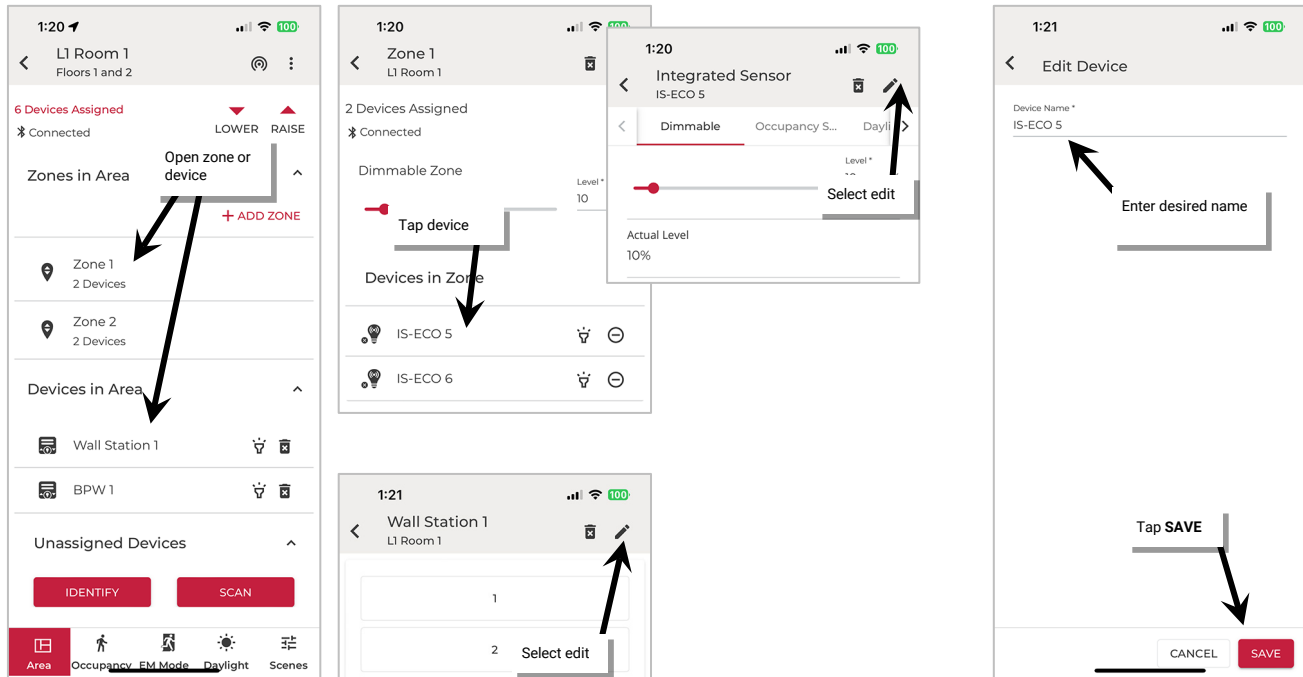 1:20
100
L1 Room 1
Floors 1 and 2
6 Devices Assigned
Connected
LOWER RAISE
Open zone or
device
Zones in Area
+ ADD ZONE
Zone 1
2 Devices
Zone 2
2 Devices
Devices in Area
Wall Station 1
BPW 1
Unassigned Devices
IDENTIFY SCAN
Area Occupancy EM Mode Daylight Scenes
1:20
100
Zone 1
L1 Room 1
2 Devices Assigned
Connected
Dimmable Zone
Level *
10
Tap device
Devices in Zone
IS-ECO 5
IS-ECO 6
1:20
100
Integrated Sensor
IS-ECO 5
Dimmable Occupancy S... Dayli
Level *
Select edit
Actual Level
10%
1:21
100
Wall Station 1
L1 Room 1
1
2
Select edit
1:21
100
Edit Device
Device Name *
IS-ECO 5
Enter desired name
Tap SAVE
CANCEL SAVE